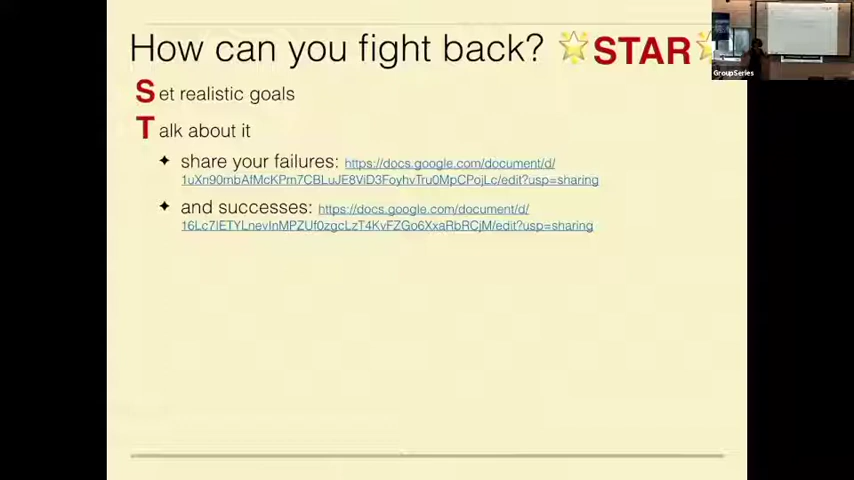 How can you fight back? STAR
GroupSeries
Set realistic goals
Talk about it
✦ share your failures: https://docs.google.com/document/d/
1uXn90mbAfMcKPm7CBLuJE8ViD3FoyhvTru0MpCPojLc/edit?usp=sharing
✦ and successes: https://docs.google.com/document/d/
16Lc7lETYLnevInMPZUf0zgcLzT4KvFZGo6XxaRbRCjM/edit?usp=sharing